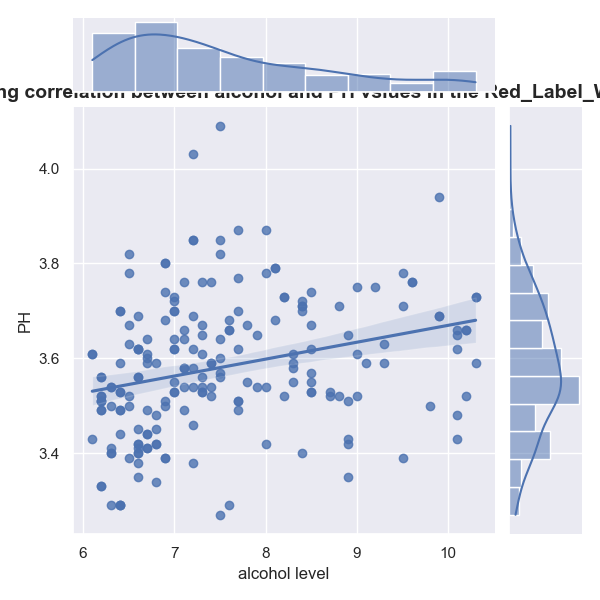 ng correlation between alcohol and PH in the Red_Label_W
4.0
3.8
3.6
3.4
PH
6 7 8 9 10
alcohol level